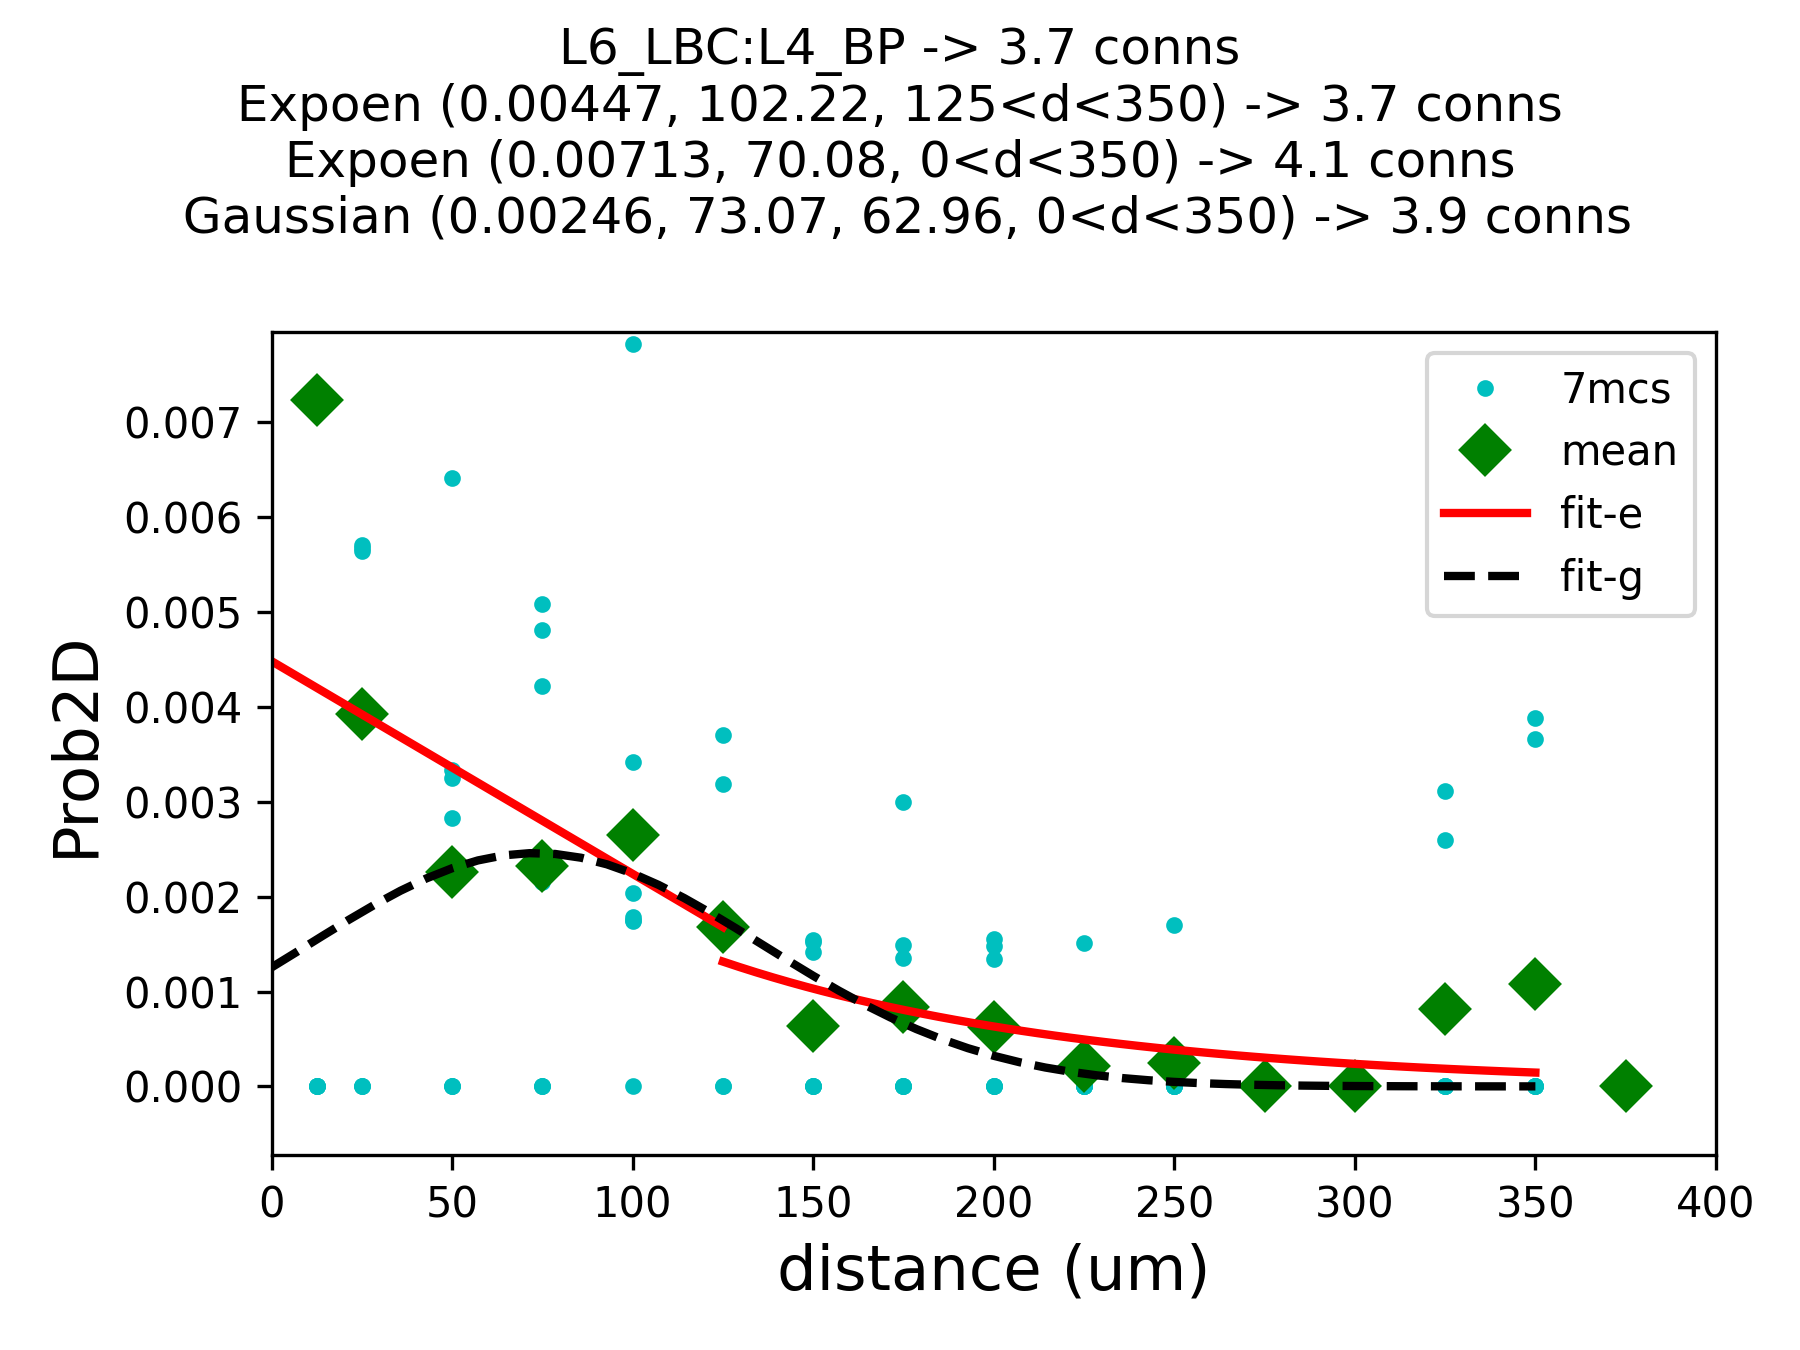 L6_LBC:L4_BP -> 3.7 conns
Expoen (0.00447, 102.22, 125<d<350) -> 3.7 conns
Expoen (0.00713, 70.08, 0<d<350) -> 4.1 conns
Gaussian (0.00246, 73.07, 62.96, 0<d<350) -> 3.9 conns
7mcs
mean
fit-e
fit-g
Prob2D
0.007
0.006
0.005
0.004
0.003
0.002
0.001
0.000
0 50 100 150 200 250 300 350 400
distance (um)